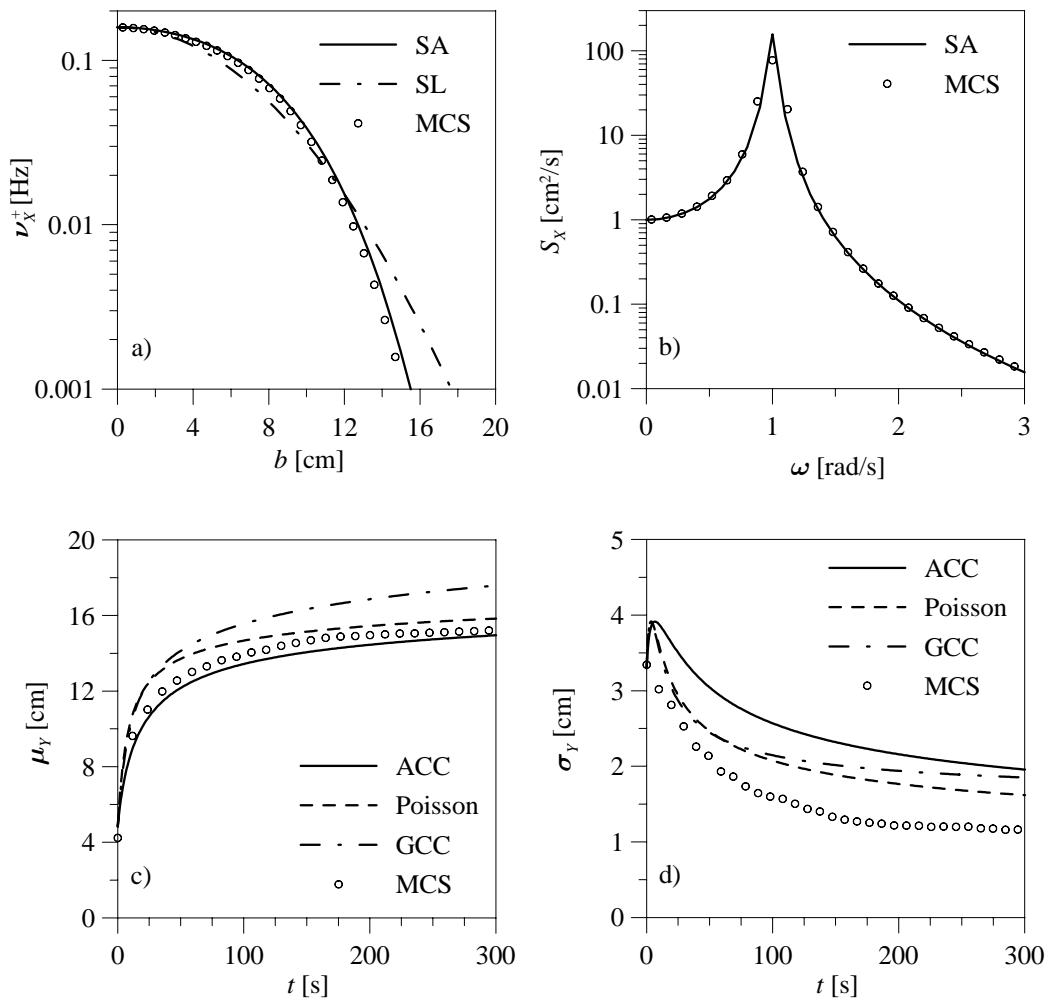 0.1
0.01
0.001
ν_X^+ [Hz]
SA
SL
MCS
a)
0 4 8 12 16 20
b [cm]
100
10
1
0.1
0.01
S_X [cm²/s]
SA
MCS
b)
0 1 2 3
ω [rad/s]
20
16
12
8
4
0
μ_Y [cm]
ACC
Poisson
GCC
MCS
c)
0 100 200 300
t [s]
5
4
3
2
1
0
σ_Y [cm]
ACC
Poisson
GCC
MCS
d)
0 100 200 300
t [s]